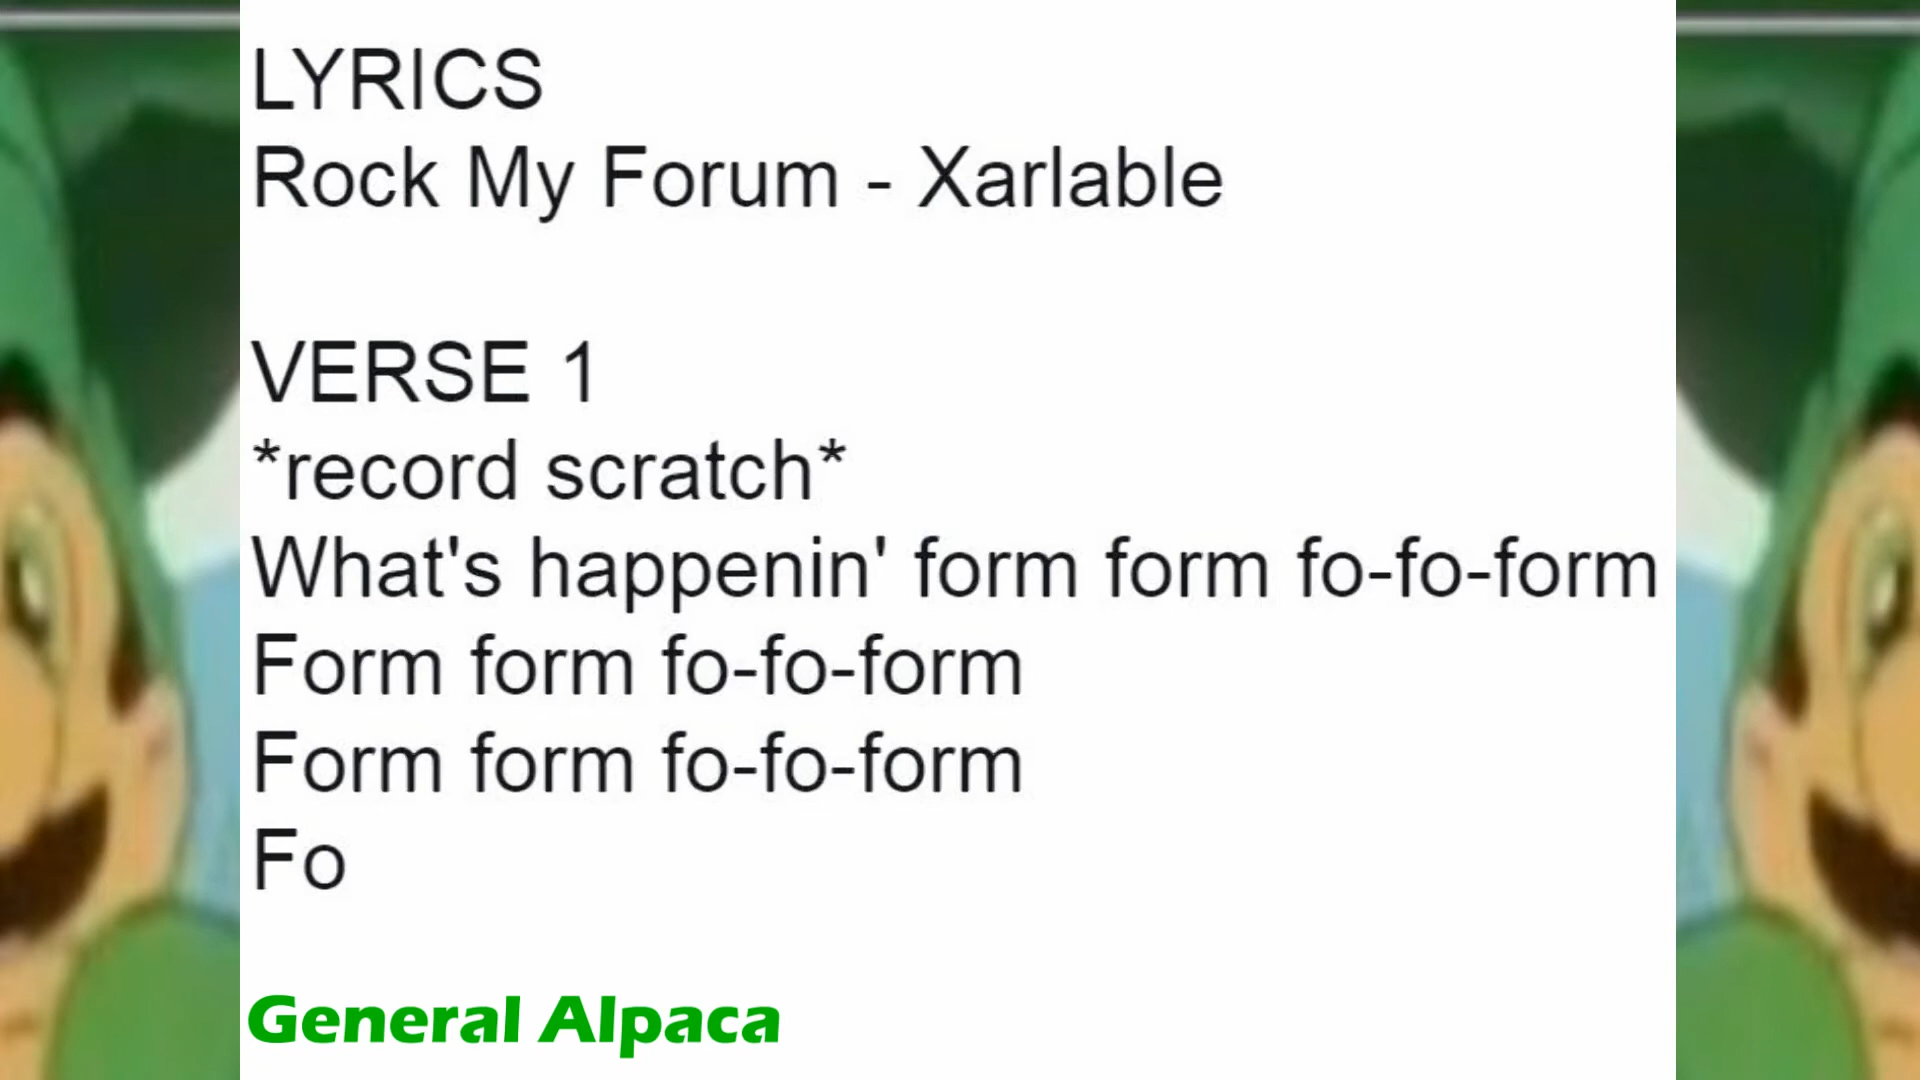 LYRICS
Rock My Forum - Xarlable
VERSE 1
*record scratch*
What's happenin' form form fo-fo-form
Form form fo-fo-form
Form form fo-fo-form
Fo
General Alpaca